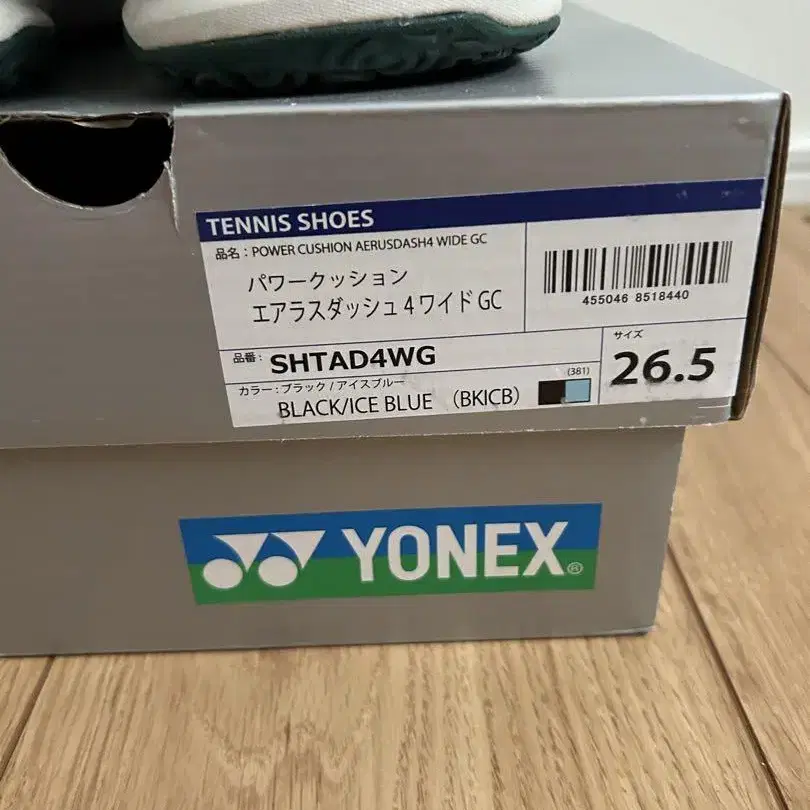 TENNIS SHOES
品名：POWER CUSHION AERUSDASH4 WIDE GC
パワークッション
エアラスダッシュ4ワイドGC
455046 8518440
品番：SHTAD4WG
カラー：ブラック/アイスブルー
BLACK/ICE BLUE （BKICB）
(381)
サイズ
26.5
YONEX®